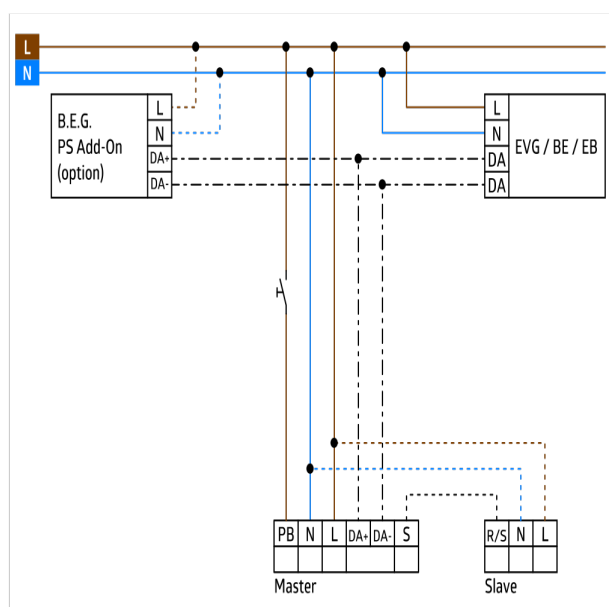 L
N
B.E.G.
PS Add-On
(option)
L
N
DA+
DA-
L
N
DA
DA
EVG / BE / EB
PB N L DA+ DA- S
R/S N L
Master
Slave